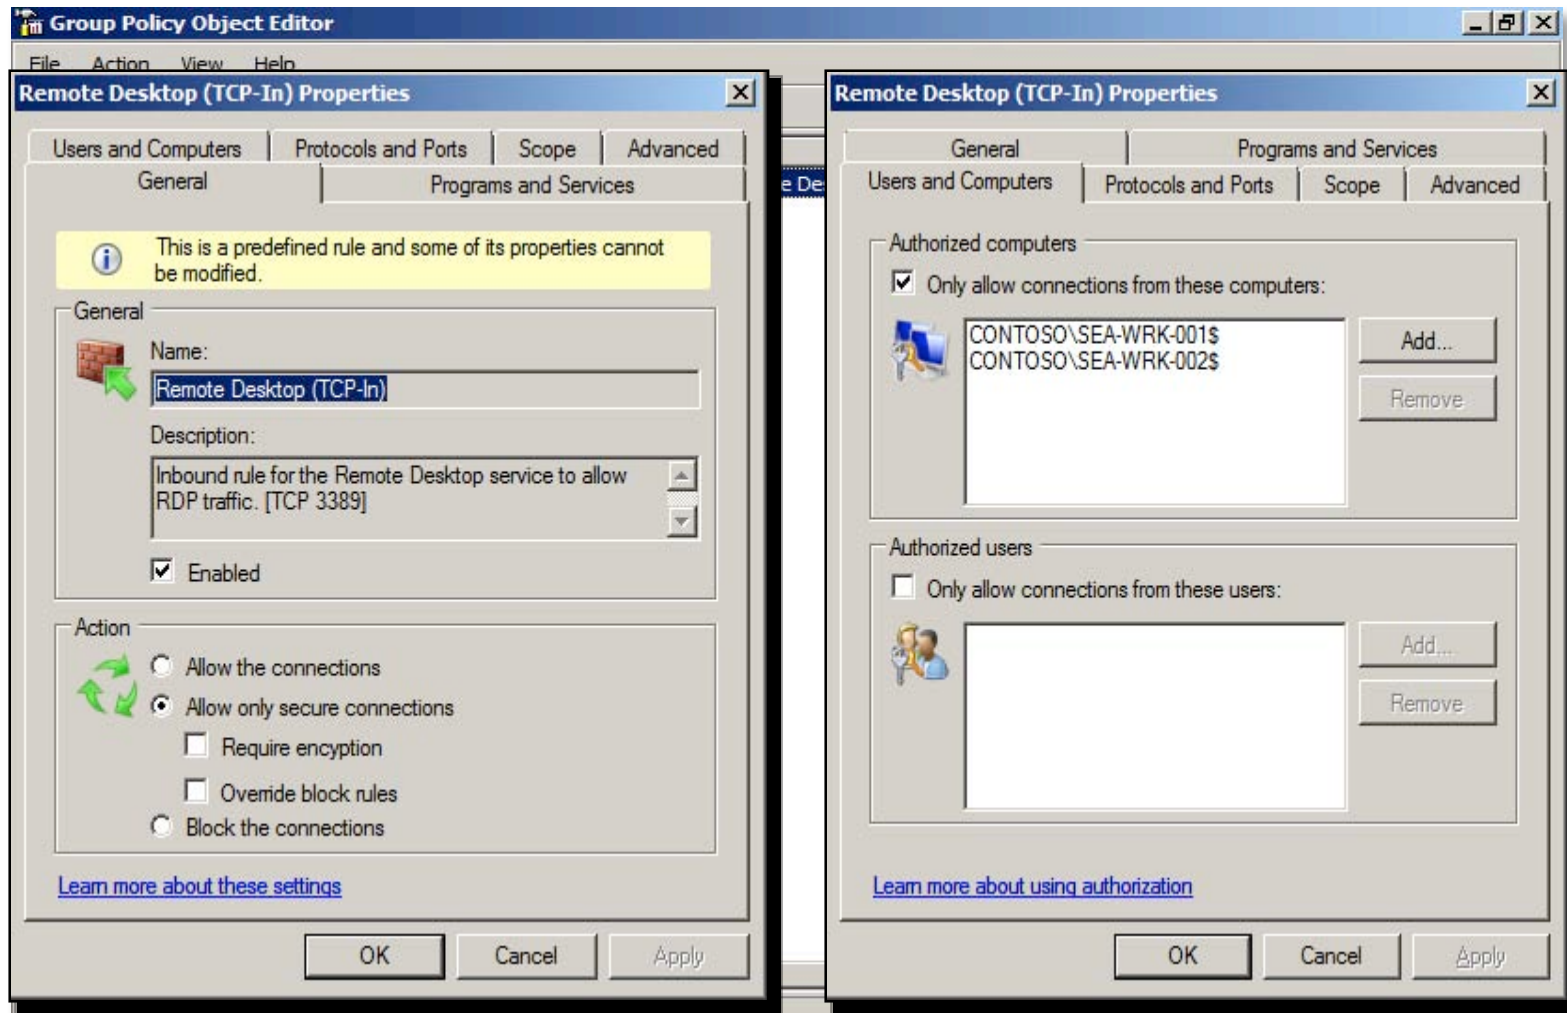 Group Policy Object Editor
File Action View Help
Remote Desktop (TCP-In) Properties
Users and Computers Protocols and Ports Scope Advanced
General Programs and Services
This is a predefined rule and some of its properties cannot
be modified.
General
Name:
Remote Desktop (TCP-In)
Description:
Inbound rule for the Remote Desktop service to allow
RDP traffic. [TCP 3389]
Enabled
Action
Allow the connections
Allow only secure connections
Require encyption
Override block rules
Block the connections
Learn more about these settings
OK Cancel Apply
e De
Remote Desktop (TCP-In) Properties
General Programs and Services
Users and Computers Protocols and Ports Scope Advanced
Authorized computers
Only allow connections from these computers:
CONTOSO\SEA-WRK-001$
CONTOSO\SEA-WRK-002$
Add...
Remove
Authorized users
Only allow connections from these users:
Add...
Remove
Learn more about using authorization
OK Cancel Apply